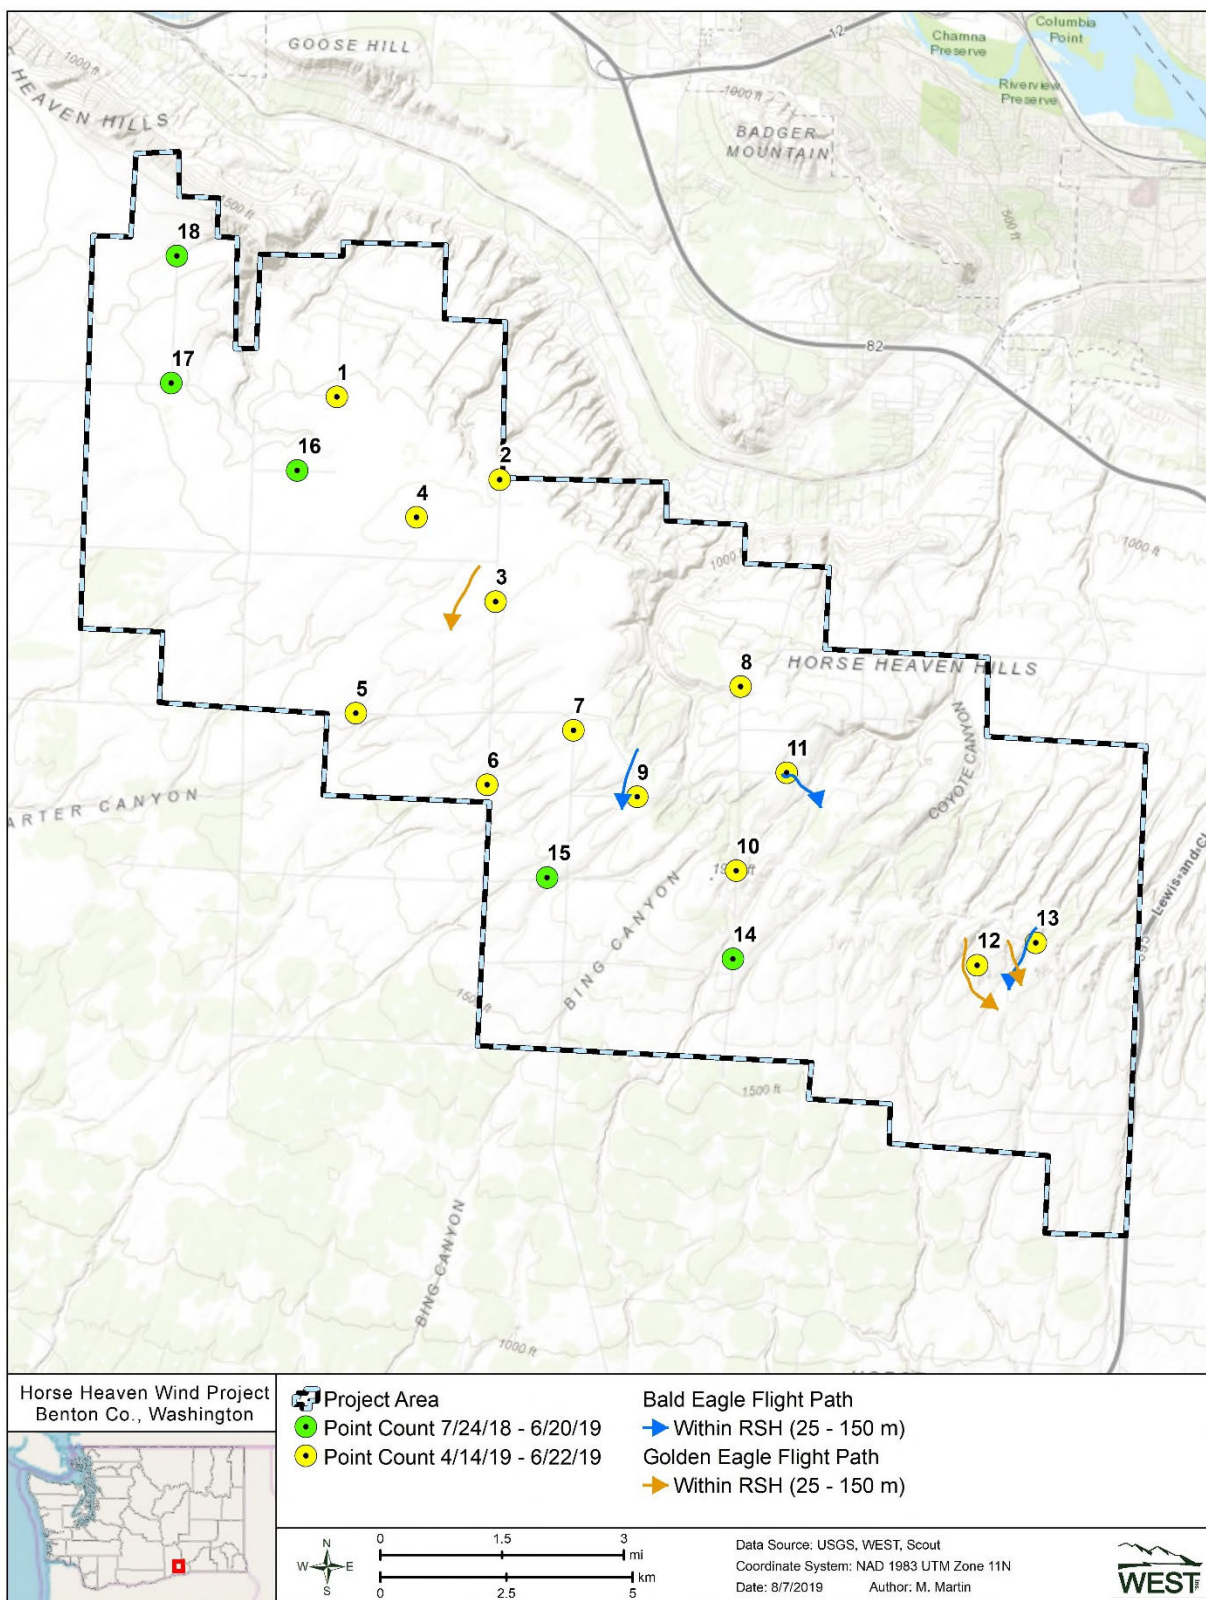 12
Columbia
Point
Chamna
Preserve
GOOSE HILL
1000 ft
HEAVEN HILLS
Riverview
Preserve
1000 ft
BADGER
MOUNTAIN
500 ft
500 ft
18
82
17
1
16
2
4
1000 ft
1000 ft
3
8
HORSE HEAVEN HILLS
5
7
COYOTE CANYON
11
6
9
ARTER CANYON
10
15
BING CANYON
Lewis and Cl
13
12
14
1500 ft
1500 ft
BING CANYON
1000 ft
Horse Heaven Wind Project
Benton Co., Washington
Project Area
Point Count 7/24/18 - 6/20/19
Point Count 4/14/19 - 6/22/19
Bald Eagle Flight Path
Within RSH (25 - 150 m)
Golden Eagle Flight Path
Within RSH (25 - 150 m)
N
W E
S
0 1.5 3
mi
km
0 2.5 5
Data Source: USGS, WEST, Scout
Coordinate System: NAD 1983 UTM Zone 11N
Date: 8/7/2019 Author: M. Martin
WEST